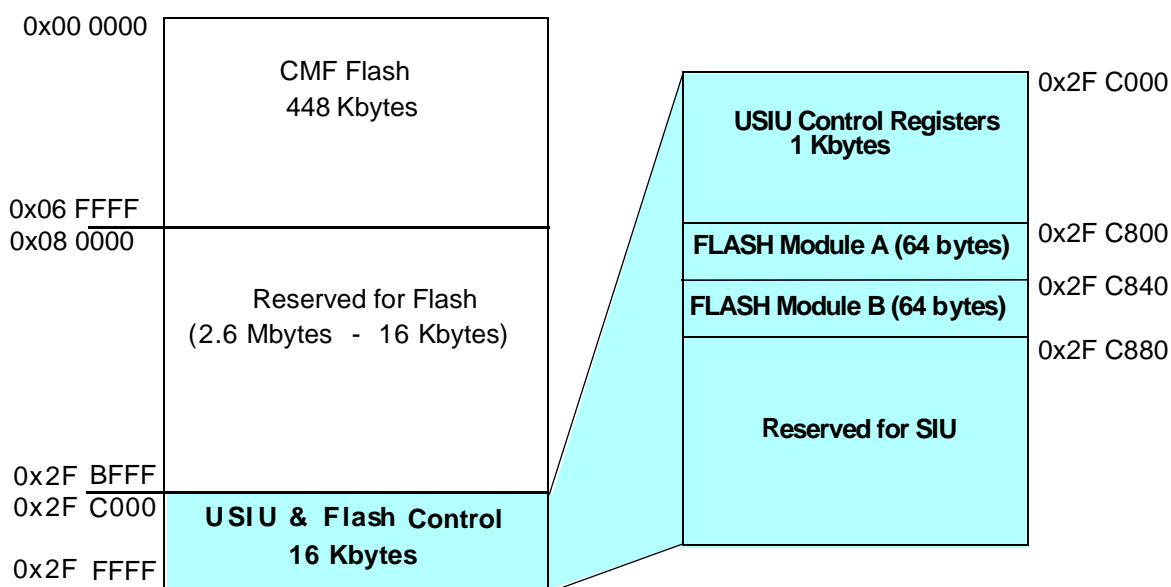 0x00 0000
CMF Flash
448 Kbytes
0x06 FFFF
0x08 0000
Reserved for Flash
(2.6 Mbytes - 16 Kbytes)
0x2F BFFF
0x2F C000
USIU & Flash Control
16 Kbytes
0x2F FFFF
0x2F C000
USIU Control Registers
1 Kbytes
0x2F C800
FLASH Module A (64 bytes)
0x2F C840
FLASH Module B (64 bytes)
0x2F C880
Reserved for SIU